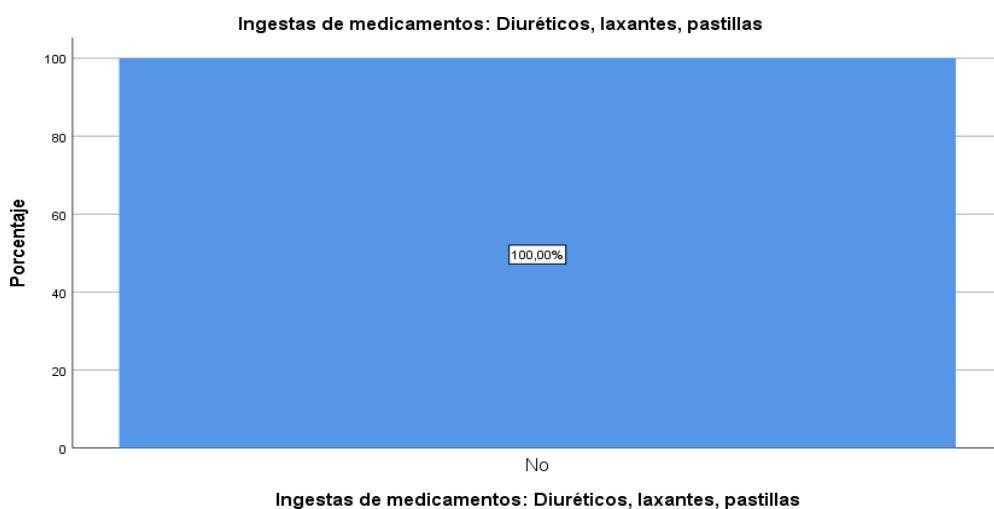 Ingestas de medicamentos: Diuréticos, laxantes, pastillas
Porcentaje
100
80
60
40
20
0
100,00%
No
Ingestas de medicamentos: Diuréticos, laxantes, pastillas